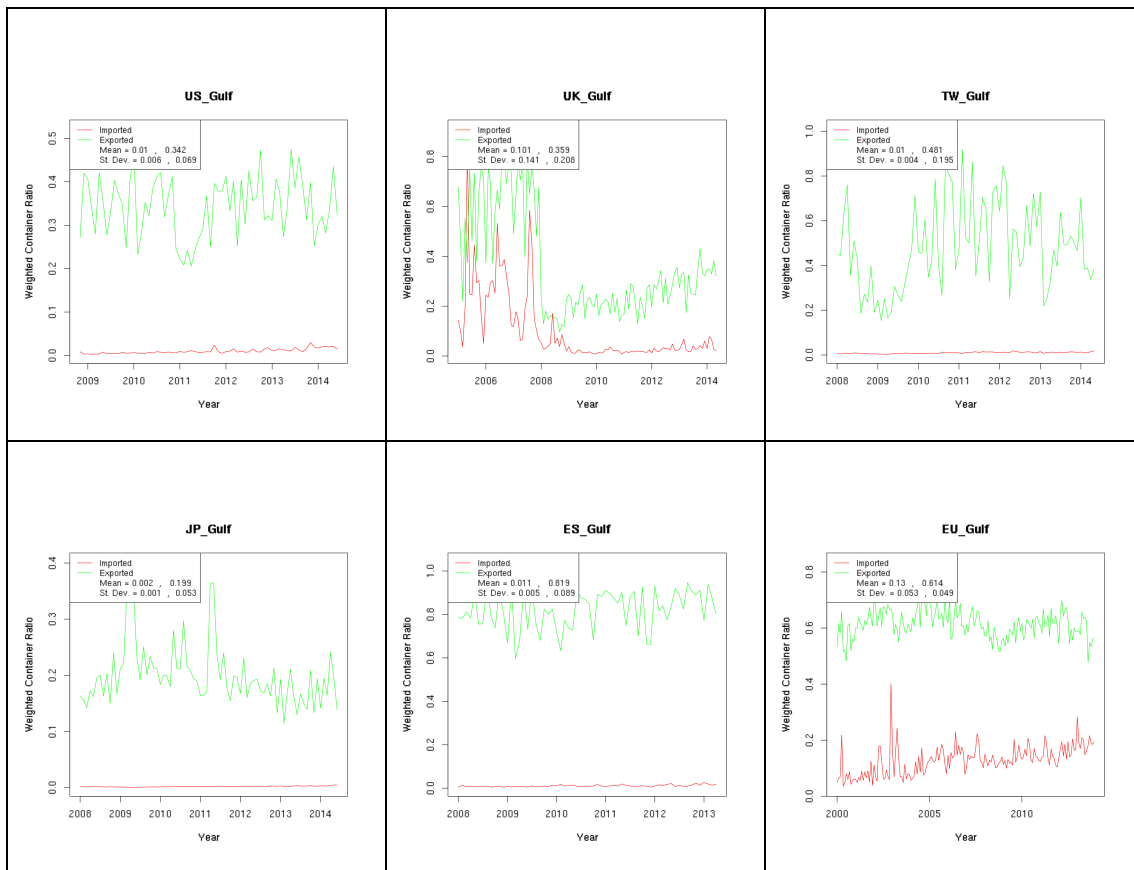 US_Gulf
Imported
Exported
Mean = 0.01 , 0.342
St. Dev. = 0.006 , 0.069
Weighted Container Ratio
0.0 0.1 0.2 0.3 0.4 0.5
2009 2010 2011 2012 2013 2014
Year
UK_Gulf
Imported
Exported
Mean = 0.101 , 0.359
St. Dev. = 0.141 , 0.208
Weighted Container Ratio
0.0 0.2 0.4 0.6 0.8
2006 2008 2010 2012 2014
Year
TW_Gulf
Imported
Exported
Mean = 0.01 , 0.481
St. Dev. = 0.004 , 0.195
Weighted Container Ratio
0.0 0.2 0.4 0.6 0.8 1.0
2008 2009 2010 2011 2012 2013 2014
Year
JP_Gulf
Imported
Exported
Mean = 0.002 , 0.199
St. Dev. = 0.001 , 0.053
Weighted Container Ratio
0.0 0.1 0.2 0.3 0.4
2008 2009 2010 2011 2012 2013 2014
Year
ES_Gulf
Imported
Exported
Mean = 0.011 , 0.819
St. Dev. = 0.005 , 0.089
Weighted Container Ratio
0.0 0.2 0.4 0.6 0.8 1.0
2008 2009 2010 2011 2012 2013
Year
EU_Gulf
Imported
Exported
Mean = 0.13 , 0.614
St. Dev. = 0.053 , 0.049
Weighted Container Ratio
0.0 0.2 0.4 0.6 0.8
2000 2005 2010
Year